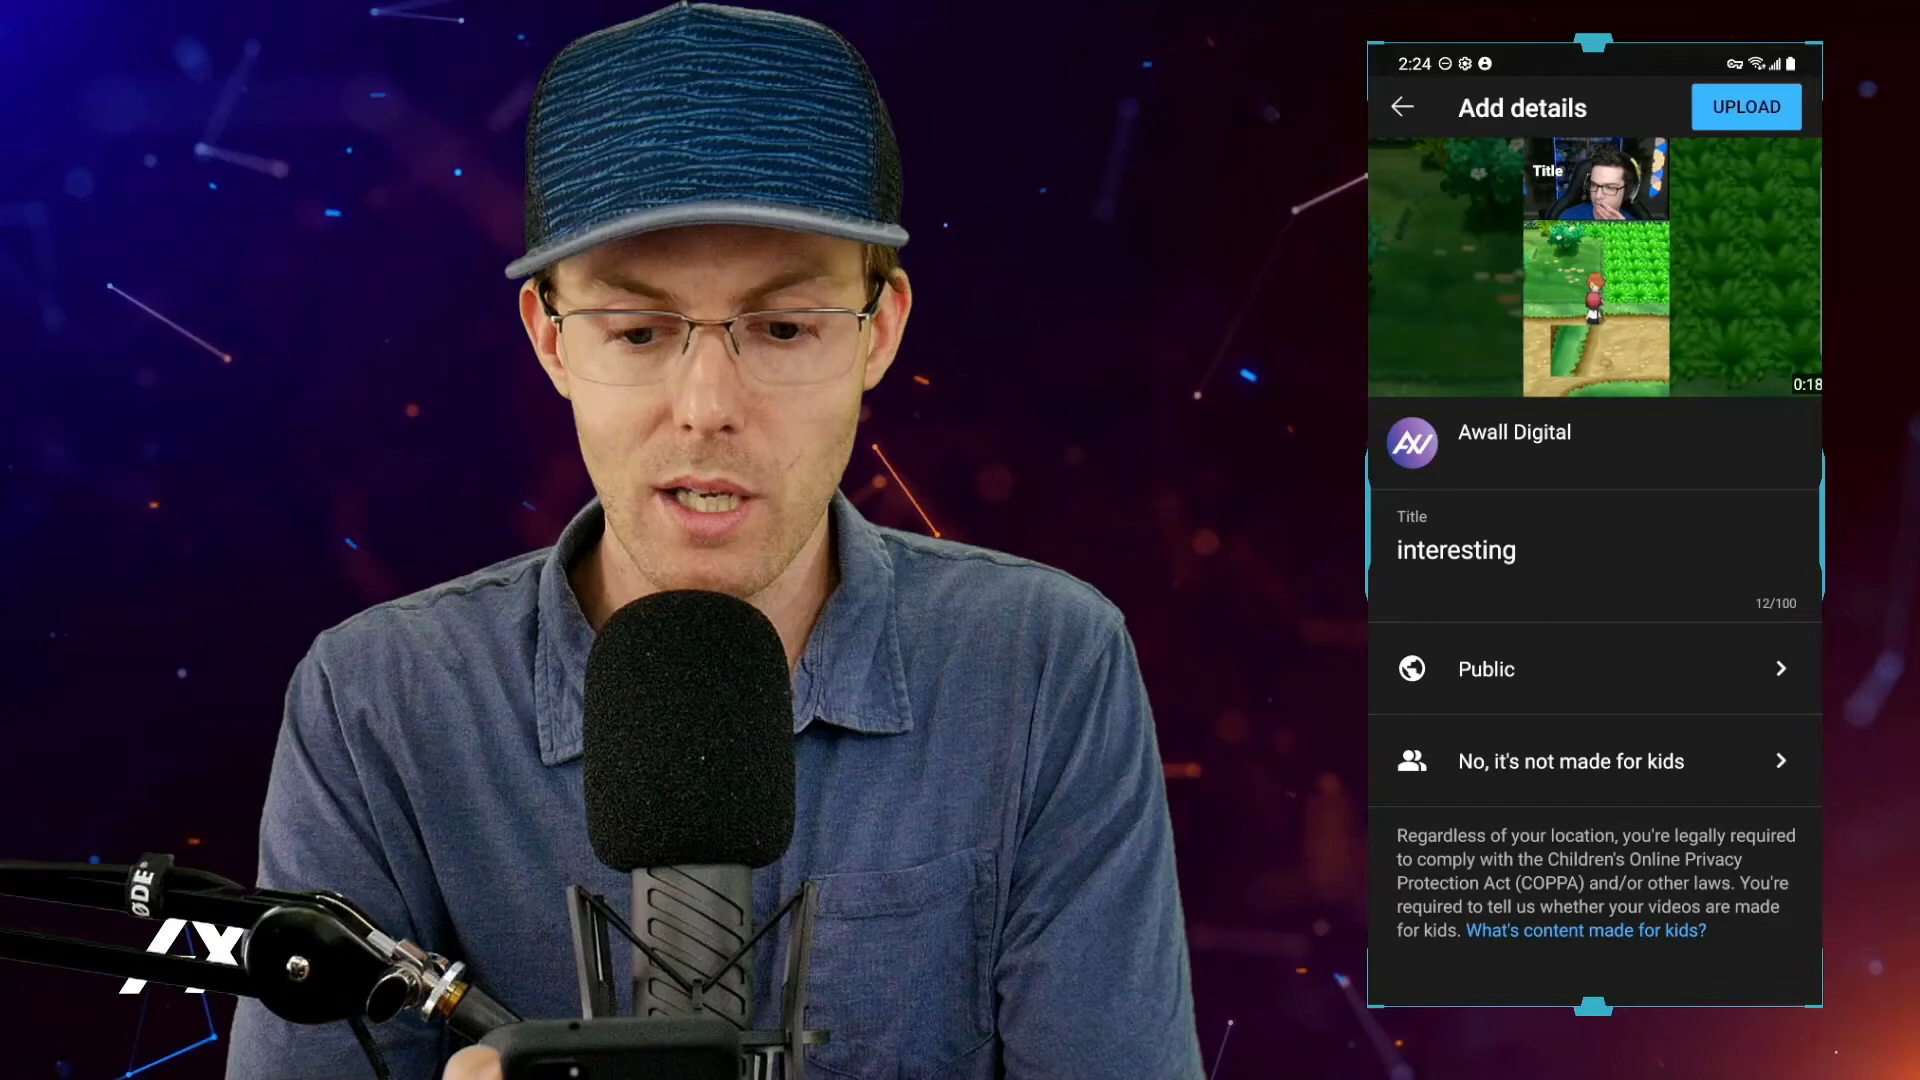 2:24
Add details
UPLOAD
Title
0:18
AW
Awall Digital
Title
interesting
12/100
Public
No, it's not made for kids
Regardless of your location, you're legally required
to comply with the Children's Online Privacy
Protection Act (COPPA) and/or other laws. You're
required to tell us whether your videos are made
for kids. What's content made for kids?
RØDE